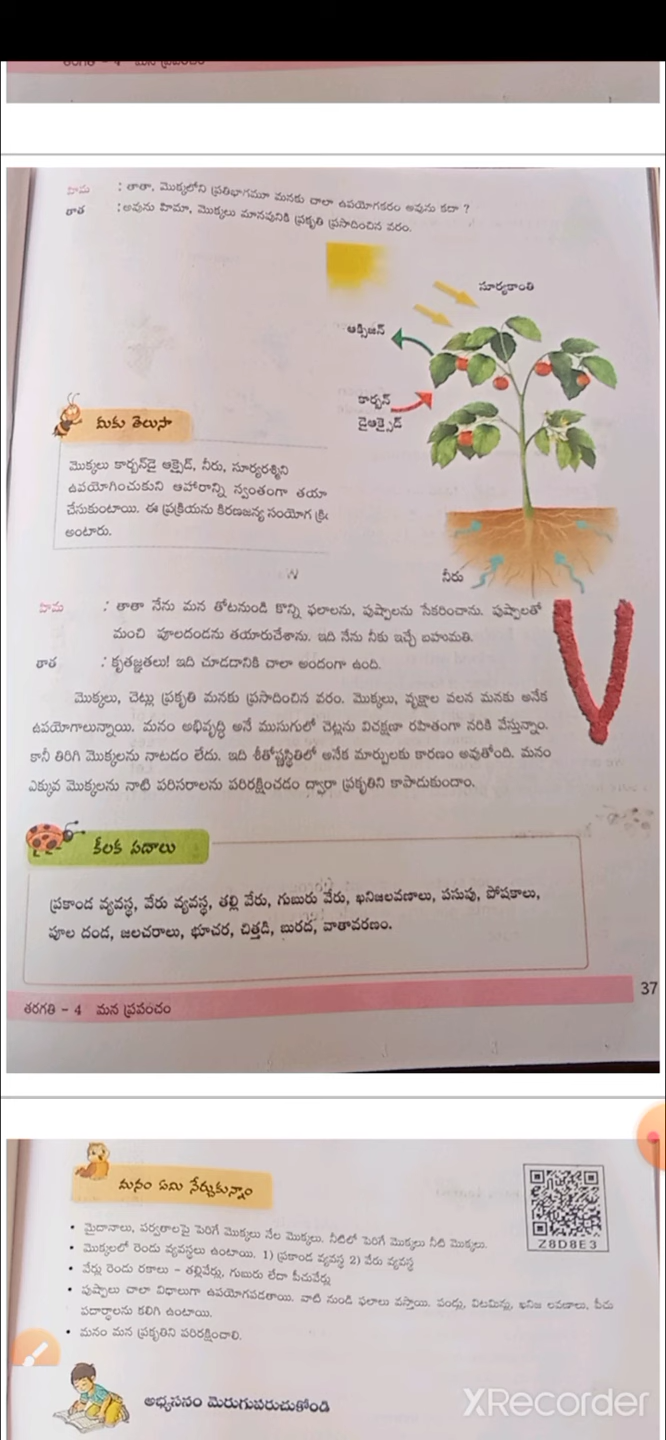 తరగతి - 4 మన ప్రపంచం
హిమ : తాతా, మొక్కలోని ప్రతిభాగమూ మనకు చాలా ఉపయోగకరం అవును కదా ?
తాత : అవును హిమా, మొక్కలు మానవునికి ప్రకృతి ప్రసాదించిన వరం.
సూర్యకాంతి
ఆక్సిజన్
కార్బన్
డైఆక్సైడ్
మీకు తెలుసా
మొక్కలు కార్బన్‌డై ఆక్సైడ్, నీరు, సూర్యరశ్మిని
ఉపయోగించుకుని ఆహారాన్ని స్వంతంగా తయా
చేసుకుంటాయి. ఈ ప్రక్రియను కిరణజన్య సంయోగ క్రి
అంటారు.
నీరు
హిమ : తాతా నేను మన తోటనుండి కొన్ని ఫలాలను, పుష్పాలను సేకరించాను. పుష్పాలతో
మంచి పూలదండను తయారుచేశాను. ఇది నేను నీకు ఇచ్చే బహుమతి.
తాత : కృతజ్ఞతలు! ఇది చూడడానికి చాలా అందంగా ఉంది.
మొక్కలు, చెట్లు ప్రకృతి మనకు ప్రసాదించిన వరం. మొక్కలు, వృక్షాల వలన మనకు అనేక
ఉపయోగాలున్నాయి. మనం అభివృద్ధి అనే ముసుగులో చెట్లను విచక్షణా రహితంగా నరికి వేస్తున్నాం.
కానీ తిరిగి మొక్కలను నాటడం లేదు. ఇది శీతోష్ణస్థితిలో అనేక మార్పులకు కారణం అవుతోంది. మనం
ఎక్కువ మొక్కలను నాటి పరిసరాలను పరిరక్షించడం ద్వారా ప్రకృతిని కాపాడుకుందాం.
కీలక పదాలు
ప్రకాండ వ్యవస్థ, వేరు వ్యవస్థ, తల్లి వేరు, గుబురు వేరు, ఖనిజలవణాలు, పసుపు, పోషకాలు,
పూల దండ, జలచరాలు, భూచర, చిత్తడి, బురద, వాతావరణం.
37
తరగతి - 4 మన ప్రపంచం
మనం ఏమి నేర్చుకున్నాం
Z8D8E3
• మైదానాలు, పర్వతాలపై పెరిగే మొక్కలు నేల మొక్కలు. నీటిలో పెరిగే మొక్కలు నీటి మొక్కలు.
• మొక్కలలో రెండు వ్యవస్థలు ఉంటాయి. 1) ప్రకాండ వ్యవస్థ 2) వేరు వ్యవస్థ
• వేర్లు రెండు రకాలు - తల్లివేర్లు, గుబురు లేదా పీచువేర్లు
• పుష్పాలు చాలా విధాలుగా ఉపయోగపడతాయి. వాటి నుండి ఫలాలు వస్తాయి. పండ్లు, విటమిన్లు, ఖనిజ లవణాలు, పీచు
పదార్థాలను కలిగి ఉంటాయి.
• మనం మన ప్రకృతిని పరిరక్షించాలి.
అభ్యసనం మెరుగుపరుచుకోండి
XRecorder